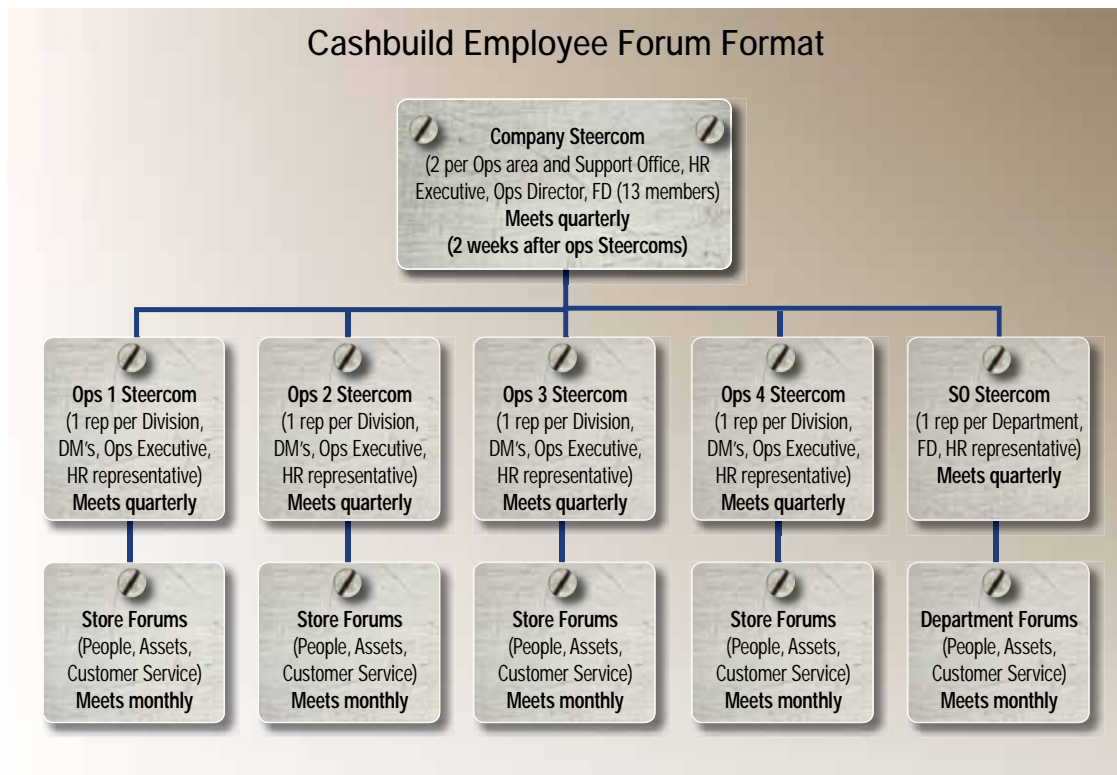 Cashbuild Employee Forum Format
Company Steercom
(2 per Ops area and Support Office, HR
Executive, Ops Director, FD (13 members)
Meets quarterly
(2 weeks after ops Steercoms)
Ops 1 Steercom
(1 rep per Division,
DM's, Ops Executive,
HR representative)
Meets quarterly
Ops 2 Steercom
(1 rep per Division,
DM's, Ops Executive,
HR representative)
Meets quarterly
Ops 3 Steercom
(1 rep per Division,
DM's, Ops Executive,
HR representative)
Meets quarterly
Ops 4 Steercom
(1 rep per Division,
DM's, Ops Executive,
HR representative)
Meets quarterly
SO Steercom
(1 rep per Department,
FD, HR representative)
Meets quarterly
Store Forums
(People, Assets,
Customer Service)
Meets monthly
Store Forums
(People, Assets,
Customer Service)
Meets monthly
Store Forums
(People, Assets,
Customer Service)
Meets monthly
Store Forums
(People, Assets,
Customer Service)
Meets monthly
Department Forums
(People, Assets,
Customer Service)
Meets monthly